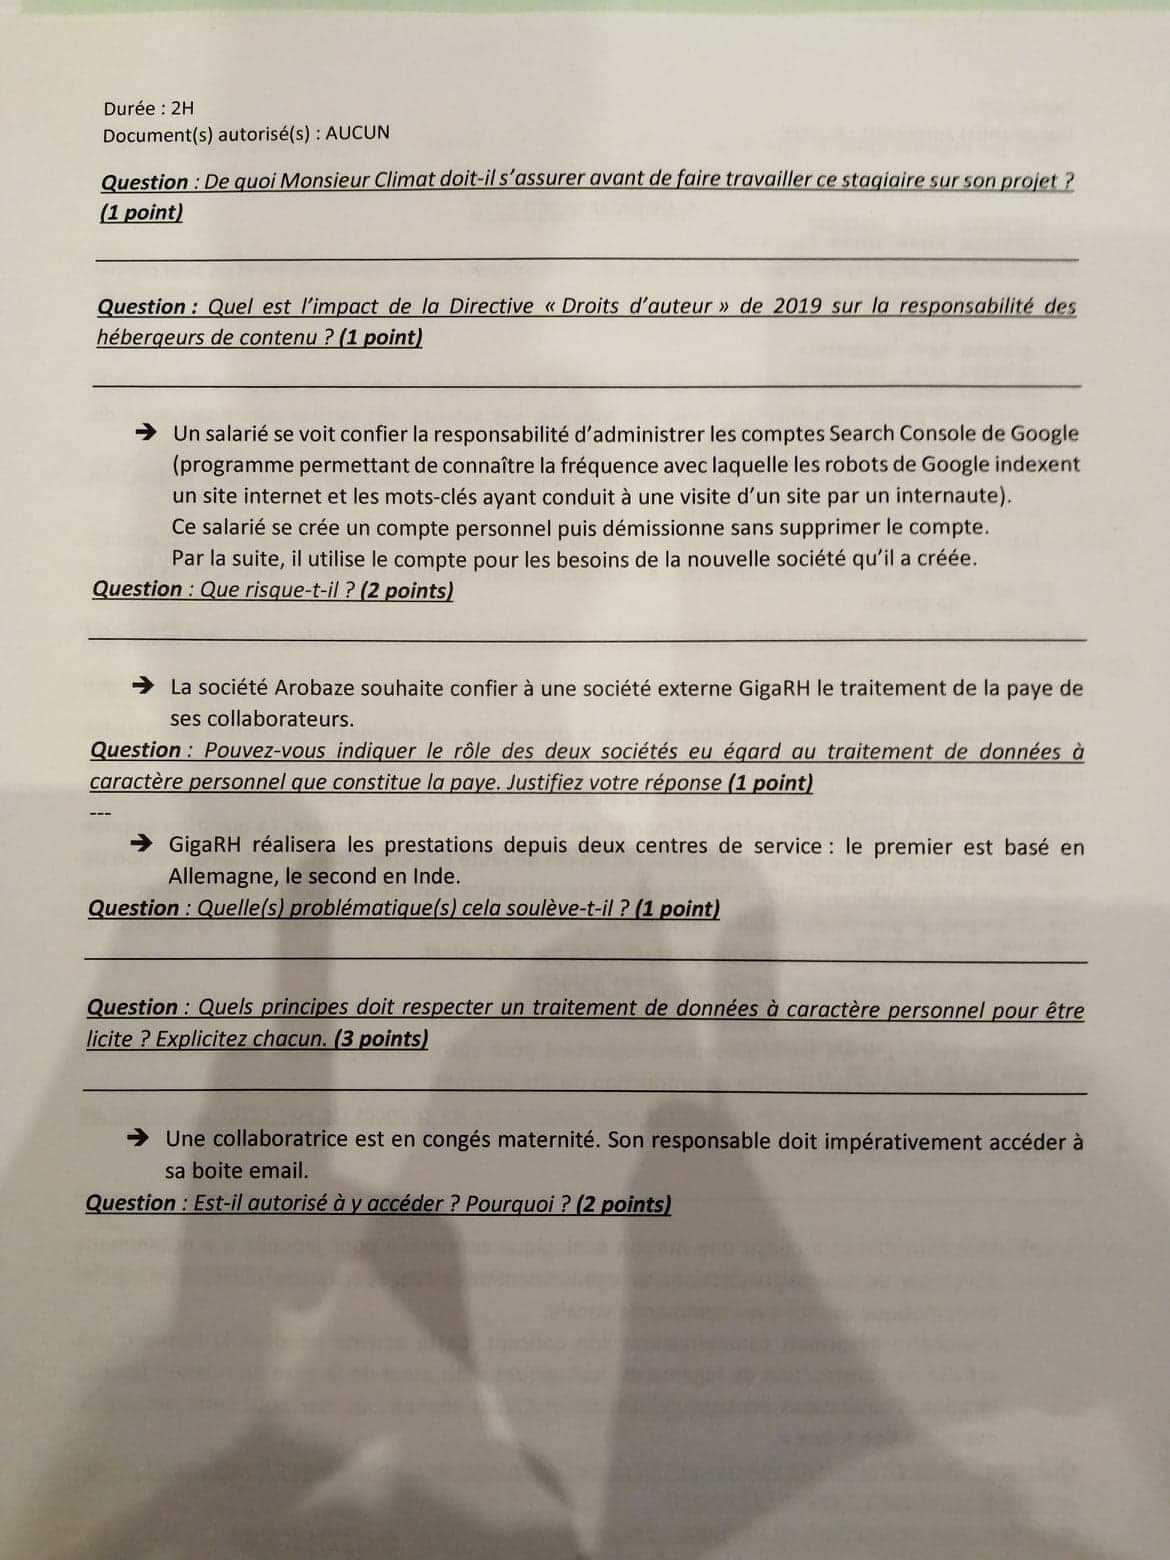 Durée : 2H
Document(s) autorisé(s) : AUCUN
Question : De quoi Monsieur Climat doit-il s'assurer avant de faire travailler ce stagiaire sur son projet ?
(1 point)
Question : Quel est l'impact de la Directive « Droits d'auteur » de 2019 sur la responsabilité des
hébergeurs de contenu ? (1 point)
➔ Un salarié se voit confier la responsabilité d'administrer les comptes Search Console de Google
(programme permettant de connaître la fréquence avec laquelle les robots de Google indexent
un site internet et les mots-clés ayant conduit à une visite d'un site par un internaute).
Ce salarié se crée un compte personnel puis démissionne sans supprimer le compte.
Par la suite, il utilise le compte pour les besoins de la nouvelle société qu'il a créée.
Question : Que risque-t-il ? (2 points)
➔ La société Arobaze souhaite confier à une société externe GigaRH le traitement de la paye de
ses collaborateurs.
Question : Pouvez-vous indiquer le rôle des deux sociétés eu égard au traitement de données à
caractère personnel que constitue la paye. Justifiez votre réponse (1 point)
---
➔ GigaRH réalisera les prestations depuis deux centres de service : le premier est basé en
Allemagne, le second en Inde.
Question : Quelle(s) problématique(s) cela soulève-t-il ? (1 point)
Question : Quels principes doit respecter un traitement de données à caractère personnel pour être
licite ? Explicitez chacun. (3 points)
➔ Une collaboratrice est en congés maternité. Son responsable doit impérativement accéder à
sa boite email.
Question : Est-il autorisé à y accéder ? Pourquoi ? (2 points)